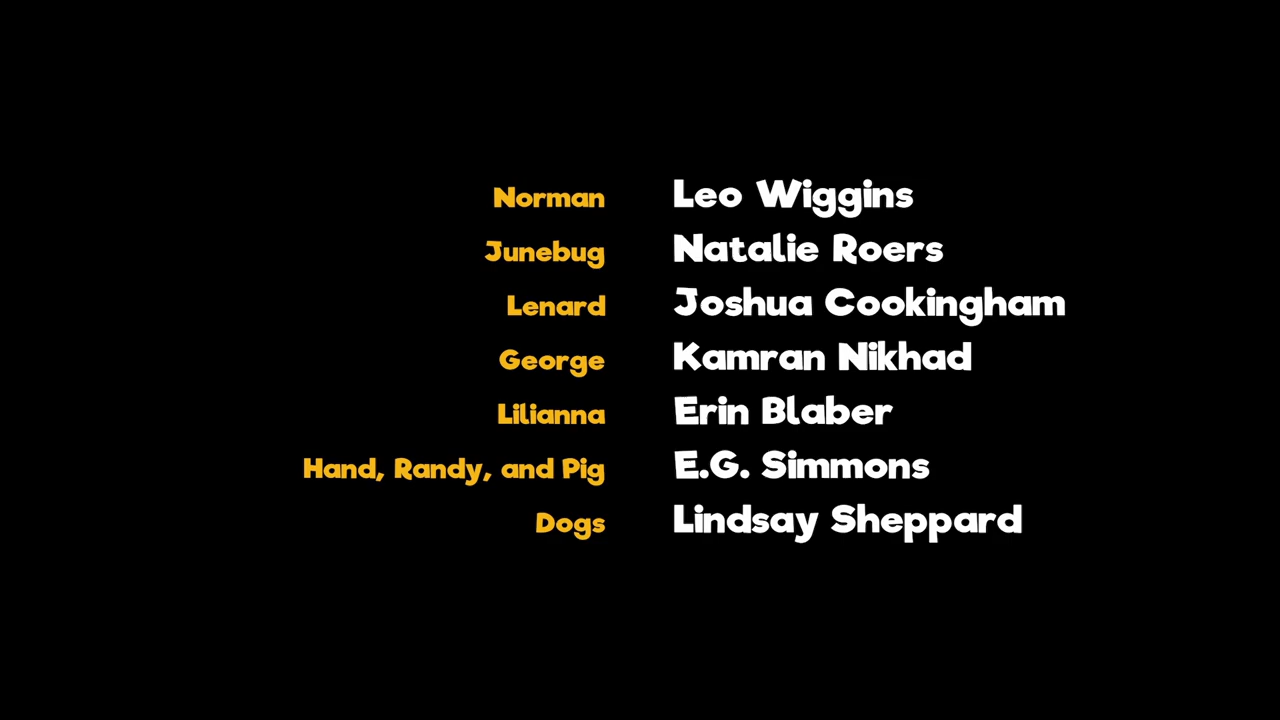 Norman Leo Wiggins
Junebug Natalie Roers
Lenard Joshua Cookingham
George Kamran Nikhad
Lilianna Erin Blaber
Hand, Randy, and Pig E.G. Simmons
Dogs Lindsay Sheppard